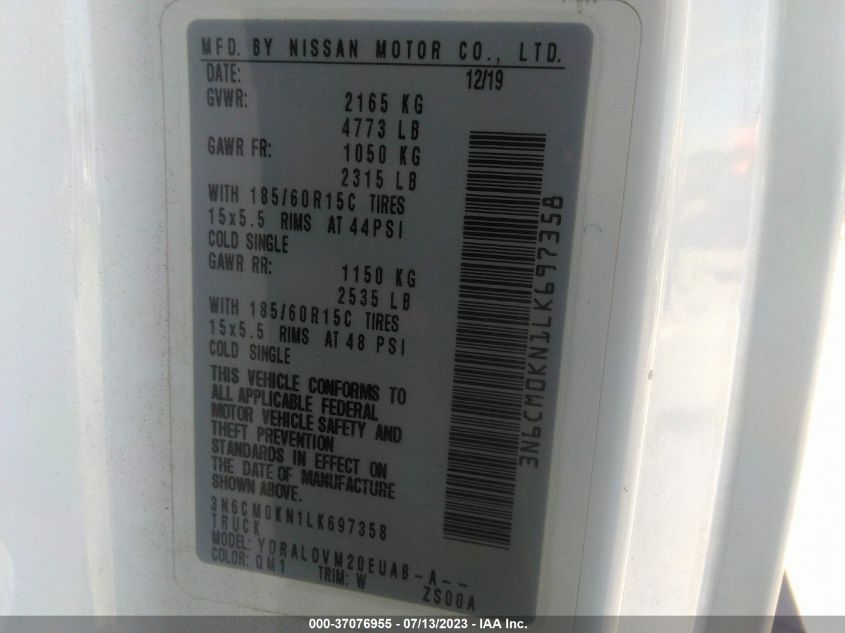 MFD. BY NISSAN MOTOR CO., LTD.
DATE: 12/19
GVWR: 2165 KG
4773 LB
GAWR FR: 1050 KG
2315 LB
WITH 185/60R15C TIRES
15x5.5 RIMS AT 44PSI
COLD SINGLE
GAWR RR: 1150 KG
2535 LB
WITH 185/60R15C TIRES
15x5.5 RIMS AT 48 PSI
COLD SINGLE
THIS VEHICLE CONFORMS TO
ALL APPLICABLE FEDERAL
MOTOR VEHICLE SAFETY AND
THEFT PREVENTION
STANDARDS IN EFFECT ON
THE DATE OF MANUFACTURE
SHOWN ABOVE.
3N6CM0KN1LK697358
TRUCK
MODEL: YDRALQVM20EUAB-A--
COLOR: QM1 TRIM: W ZS00A
3N6CM0KN1LK697358
000-37076955 - 07/13/2023 - IAA Inc.